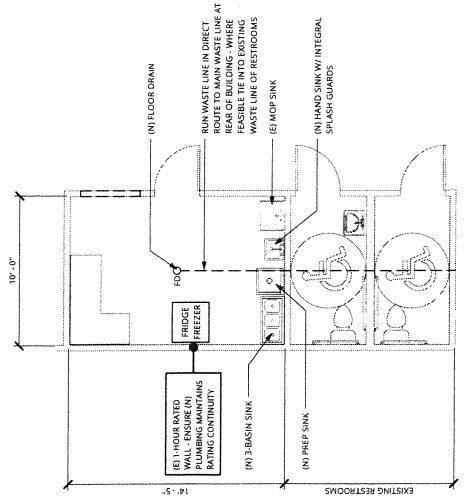 10' - 0"
14' - 5"
EXISTING RESTROOMS
(E) 1-HOUR RATED
WALL - ENSURE (N)
PLUMBING MAINTAINS
RATING CONTINUITY
(N) 3-BASIN SINK
(N) PREP SINK
FRIDGE
FREEZER
FD
(N) FLOOR DRAIN
RUN WASTE LINE IN DIRECT
ROUTE TO MAIN WASTE LINE AT
REAR OF BUILDING - WHERE
FEASIBLE TIE INTO EXISTING
WASTE LINE OF RESTROOMS
(E) MOP SINK
(N) HAND SINK W/ INTEGRAL
SPLASH GUARDS